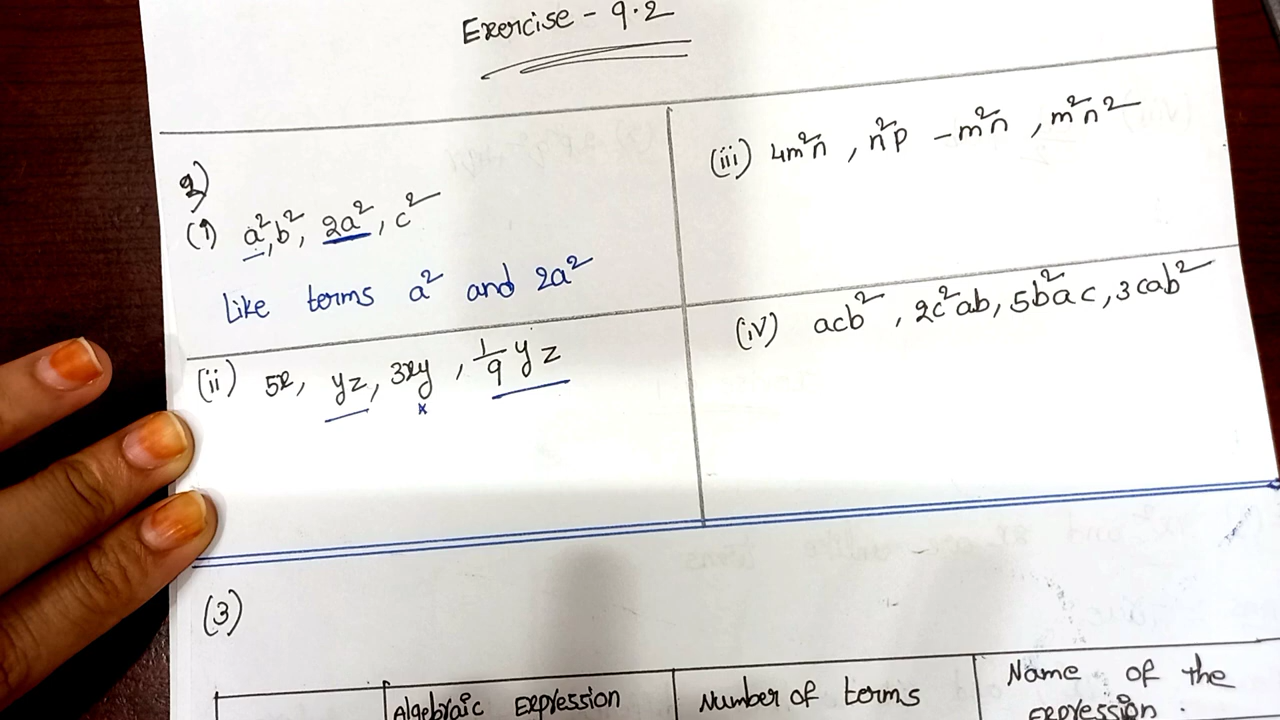 Exercise - 9.2
2)
(i) a², b², 2a², c²
Like terms a² and 2a²
(ii) 5x, yz, 3xy, 1/9 yz
x
(iii) 4m²n, n²p -m²n, m²n²
(iv) acb², 2c²ab, 5b²ac, 3cab²
(3)
Algebraic Expression
Number of terms
Name of the
Expression.